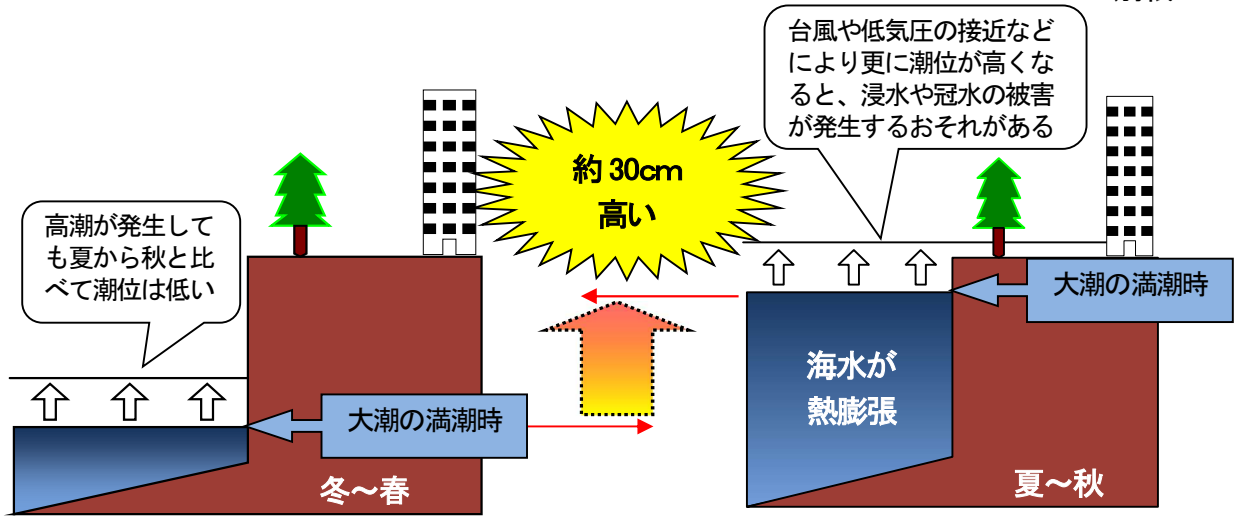 台風や低気圧の接近など
により更に潮位が高くな
ると、浸水や冠水の被害
が発生するおそれがある
約30cm
高い
高潮が発生して
も夏から秋と比
べて潮位は低い
大潮の満潮時
海水が
熱膨張
大潮の満潮時
冬～春
夏～秋